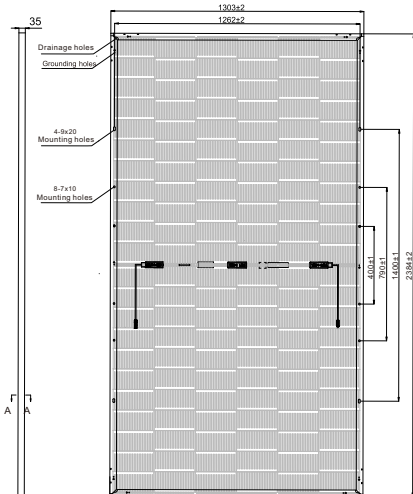 1303±2
35
1262±2
Drainage holes
Grounding holes
4-9x20
Mounting holes
8-7x10
Mounting holes
400±1
790±1
1400±1
2384±2
A
A